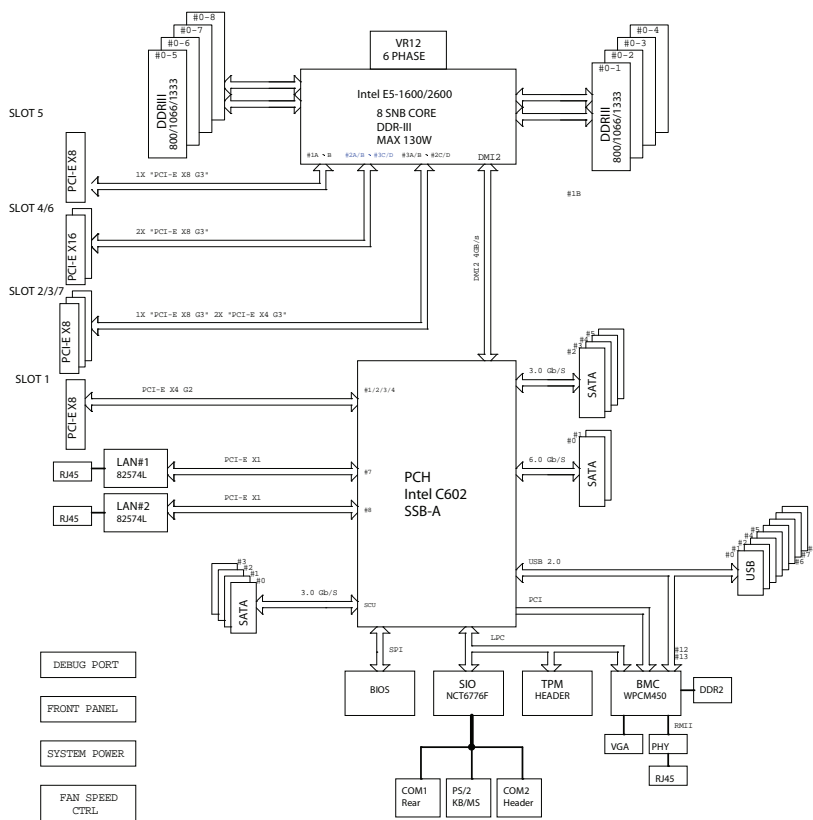 VR12
6 PHASE
#0-8
#0-7
#0-6
#0-5
DDRIII
800/1066/1333
#0-4
#0-3
#0-2
#0-1
DDRIII
800/1066/1333
Intel E5-1600/2600
8 SNB CORE
DDR-III
MAX 130W
#1A ~ B
#2A/B ~ #3C/D
#3A/B ~ #2C/D
DMI2
SLOT 5
PCI-E X8
1X "PCI-E X8 G3"
#1B
SLOT 4/6
PCI-E X16
2X "PCI-E X8 G3"
DMI2 4GB/s
SLOT 2/3/7
PCI-E X8
1X "PCI-E X8 G3" 2X "PCI-E X4 G3"
SLOT 1
PCI-E X8
PCI-E X4 G2
#1/2/3/4
3.0 Gb/S
#5
#4
#3
#2
SATA
PCH
Intel C602
SSB-A
6.0 Gb/S
#1
#0
SATA
RJ45
LAN#1
82574L
PCI-E X1
#7
RJ45
LAN#2
82574L
PCI-E X1
#8
USB 2.0
#0
#1
#2
#4
#5
#6
#7
USB
#3
#2
#1
#0
SATA
3.0 Gb/S
SCU
PCI
SPI
LPC
#12
#13
BIOS
SIO
NCT6776F
TPM
HEADER
BMC
WPCM450
DDR2
RMII
VGA
PHY
RJ45
COM1
Rear
PS/2
KB/MS
COM2
Header
DEBUG PORT
FRONT PANEL
SYSTEM POWER
FAN SPEED
CTRL